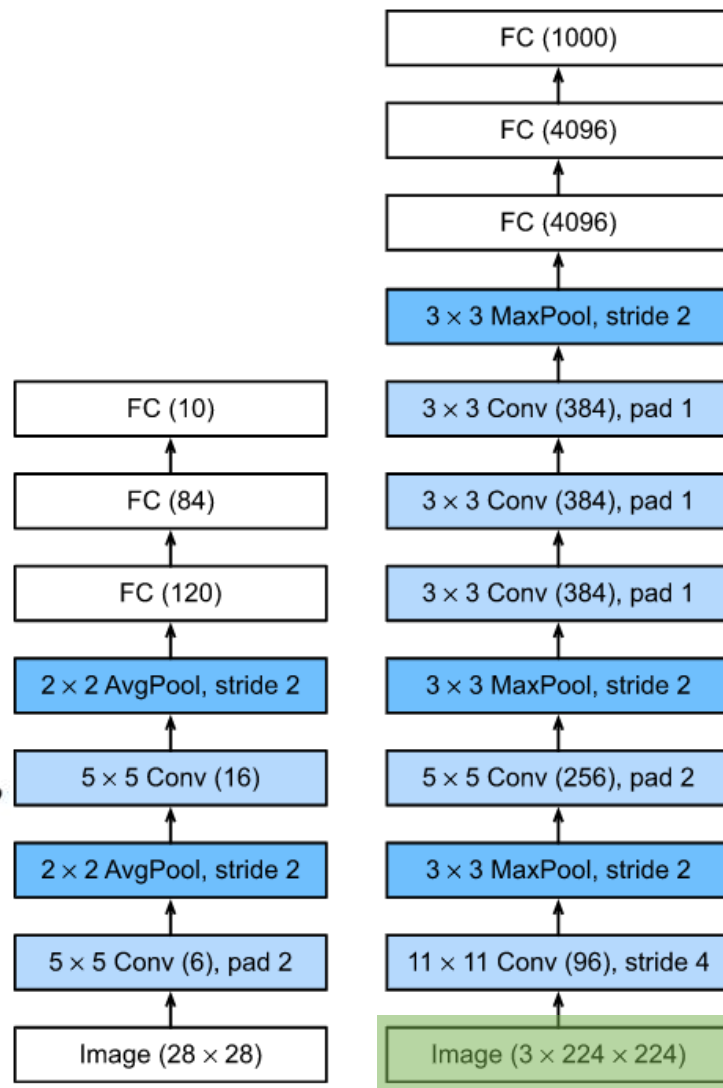 FC (10)
FC (84)
FC (120)
2 × 2 AvgPool, stride 2
5 × 5 Conv (16)
2 × 2 AvgPool, stride 2
5 × 5 Conv (6), pad 2
Image (28 × 28)
FC (1000)
FC (4096)
FC (4096)
3 × 3 MaxPool, stride 2
3 × 3 Conv (384), pad 1
3 × 3 Conv (384), pad 1
3 × 3 Conv (384), pad 1
3 × 3 MaxPool, stride 2
5 × 5 Conv (256), pad 2
3 × 3 MaxPool, stride 2
11 × 11 Conv (96), stride 4
Image (3 × 224 × 224)